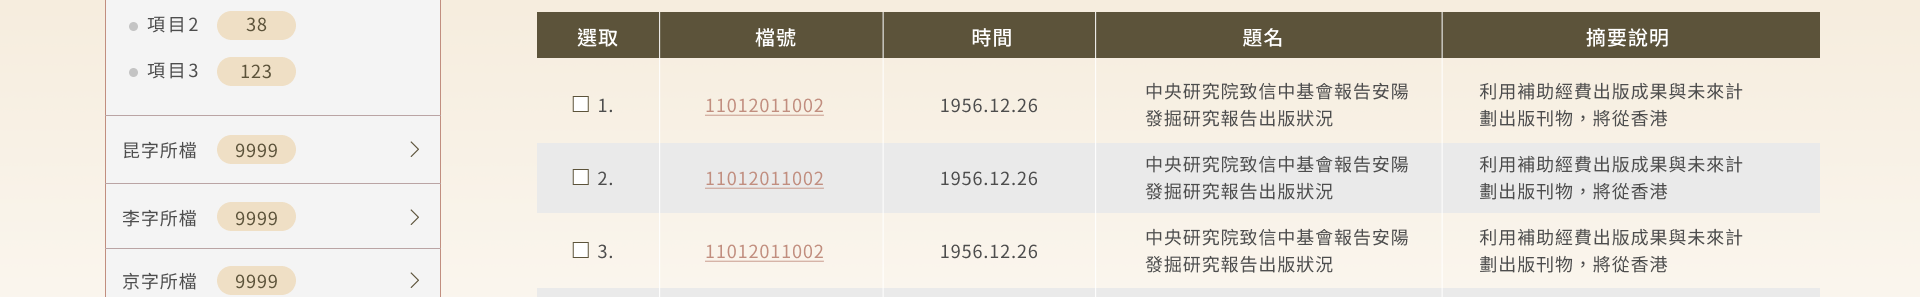 項目2 38
項目3 123
昆字所檔 9999
李字所檔 9999
京字所檔 9999
選取 檔號 時間 題名 摘要說明
1. 11012011002 1956.12.26
中央研究院致信中基會報告安陽
發掘研究報告出版狀況
利用補助經費出版成果與未來計
劃出版刊物，將從香港
2. 11012011002 1956.12.26
中央研究院致信中基會報告安陽
發掘研究報告出版狀況
利用補助經費出版成果與未來計
劃出版刊物，將從香港
3. 11012011002 1956.12.26
中央研究院致信中基會報告安陽
發掘研究報告出版狀況
利用補助經費出版成果與未來計
劃出版刊物，將從香港